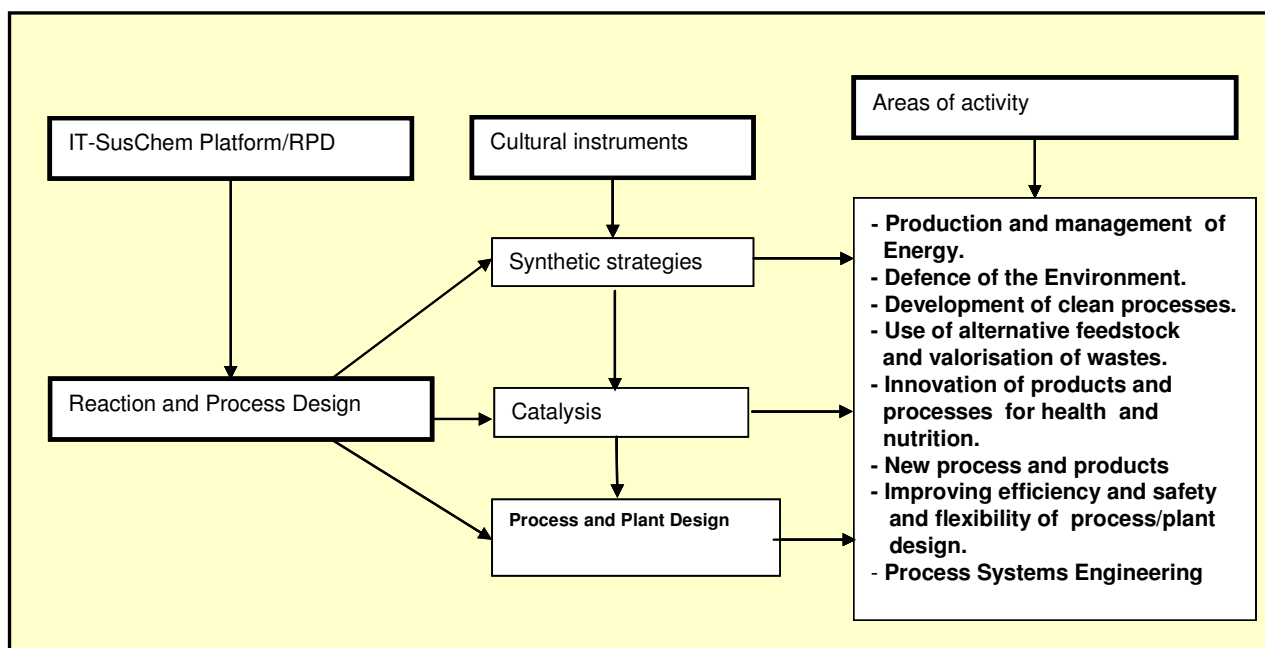 IT-SusChem Platform/RPD
Cultural instruments
Areas of activity
Reaction and Process Design
Synthetic strategies
Catalysis
Process and Plant Design
- Production and management of
Energy.
- Defence of the Environment.
- Development of clean processes.
- Use of alternative feedstock
and valorisation of wastes.
- Innovation of products and
processes for health and
nutrition.
- New process and products
- Improving efficiency and safety
and flexibility of process/plant
design.
- Process Systems Engineering